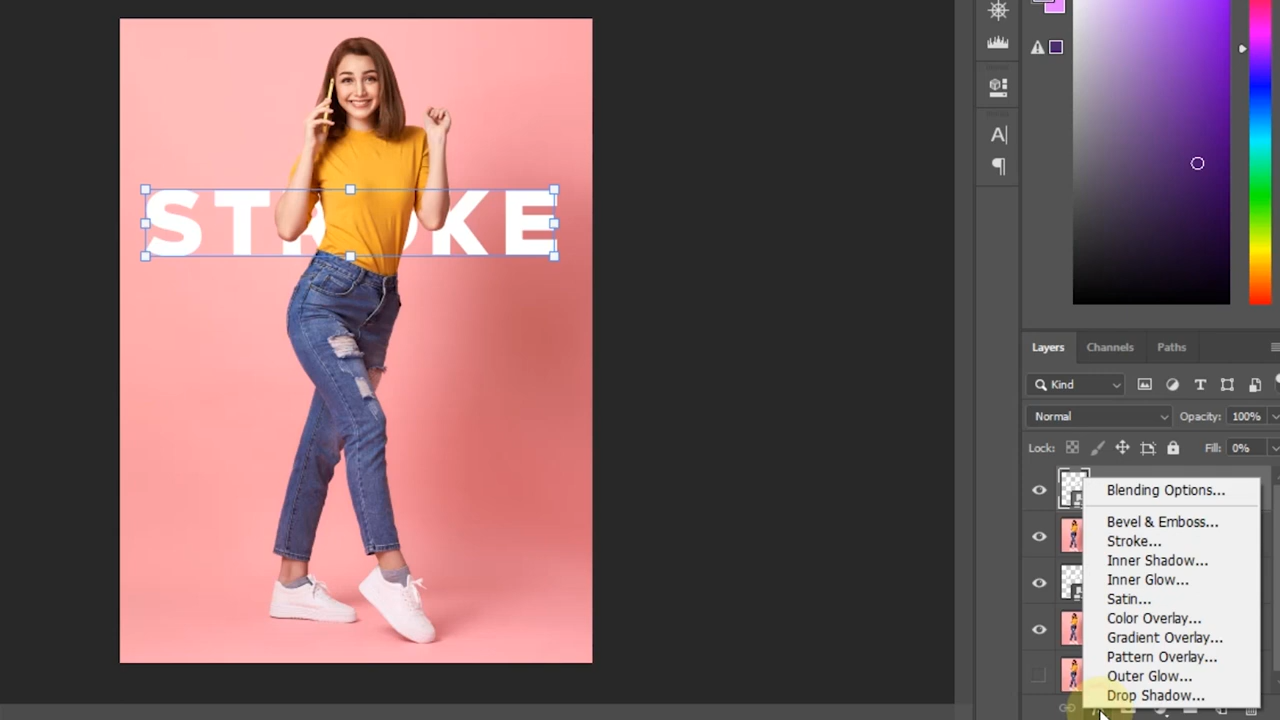 STROKE
A|
Layers Channels Paths
Kind
T
Normal Opacity: 100%
Lock: Fill: 0%
Blending Options...
Bevel & Emboss...
Stroke...
Inner Shadow...
Inner Glow...
Satin...
Color Overlay...
Gradient Overlay...
Pattern Overlay...
Outer Glow...
Drop Shadow...